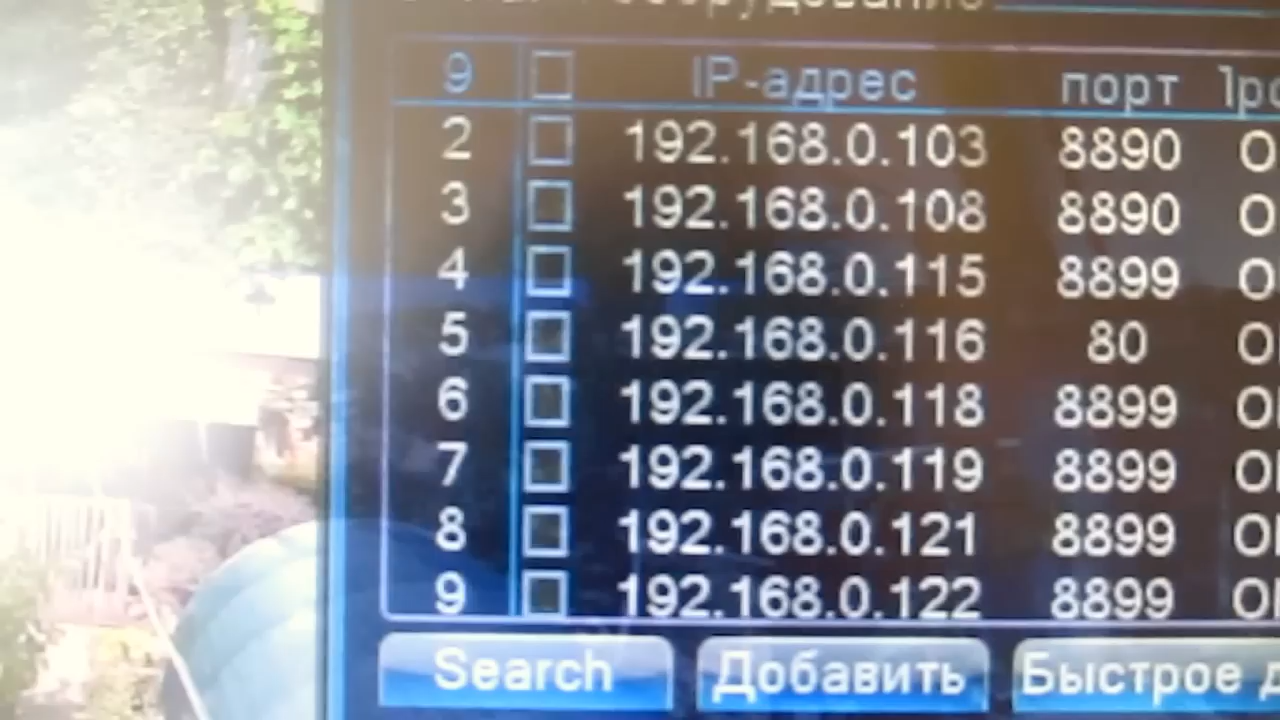 оборудование
9 IP-адрес порт
2 192.168.0.103 8890 O
3 192.168.0.108 8890 O
4 192.168.0.115 8899 O
5 192.168.0.116 80 O
6 192.168.0.118 8899 O
7 192.168.0.119 8899 O
8 192.168.0.121 8899 O
9 192.168.0.122 8899 O
Search Добавить Быстрое